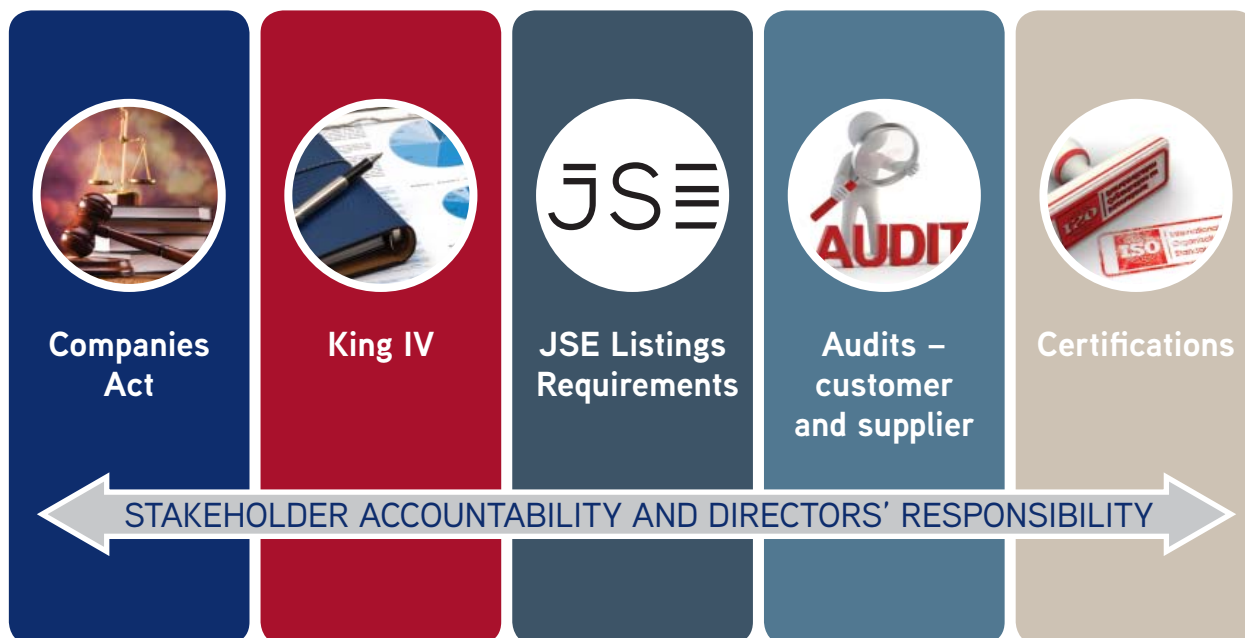 JSE
AUDIT
ISO
Companies
Act
King IV
JSE Listings
Requirements
Audits –
customer
and supplier
Certifications
STAKEHOLDER ACCOUNTABILITY AND DIRECTORS’ RESPONSIBILITY